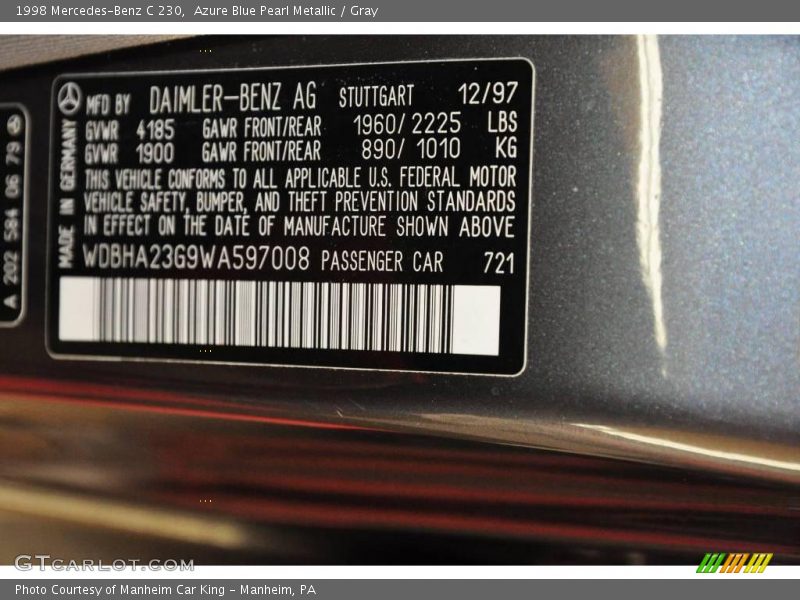 1998 Mercedes-Benz C 230,  Azure Blue Pearl Metallic / Gray
MADE IN GERMANY
MFD BY DAIMLER-BENZ AG STUTTGART 12/97
GVWR 4185 GAWR FRONT/REAR 1960/ 2225 LBS
GVWR 1900 GAWR FRONT/REAR 890/ 1010 KG
THIS VEHICLE CONFORMS TO ALL APPLICABLE U.S. FEDERAL MOTOR
VEHICLE SAFETY, BUMPER, AND THEFT PREVENTION STANDARDS
IN EFFECT ON THE DATE OF MANUFACTURE SHOWN ABOVE
WDBHA23G9WA597008 PASSENGER CAR 721
A 202 584 06 79
GTCARLOT.COM
Photo Courtesy of Manheim Car King - Manheim, PA